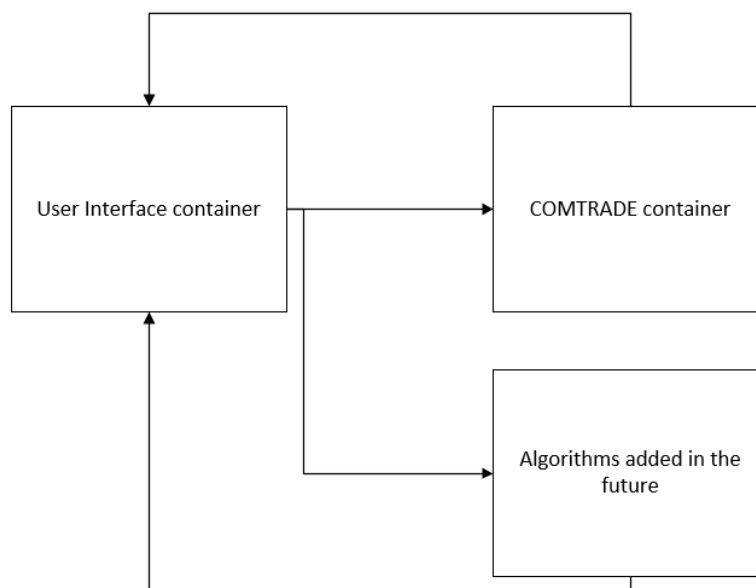 User Interface container
COMTRADE container
Algorithms added in the
future